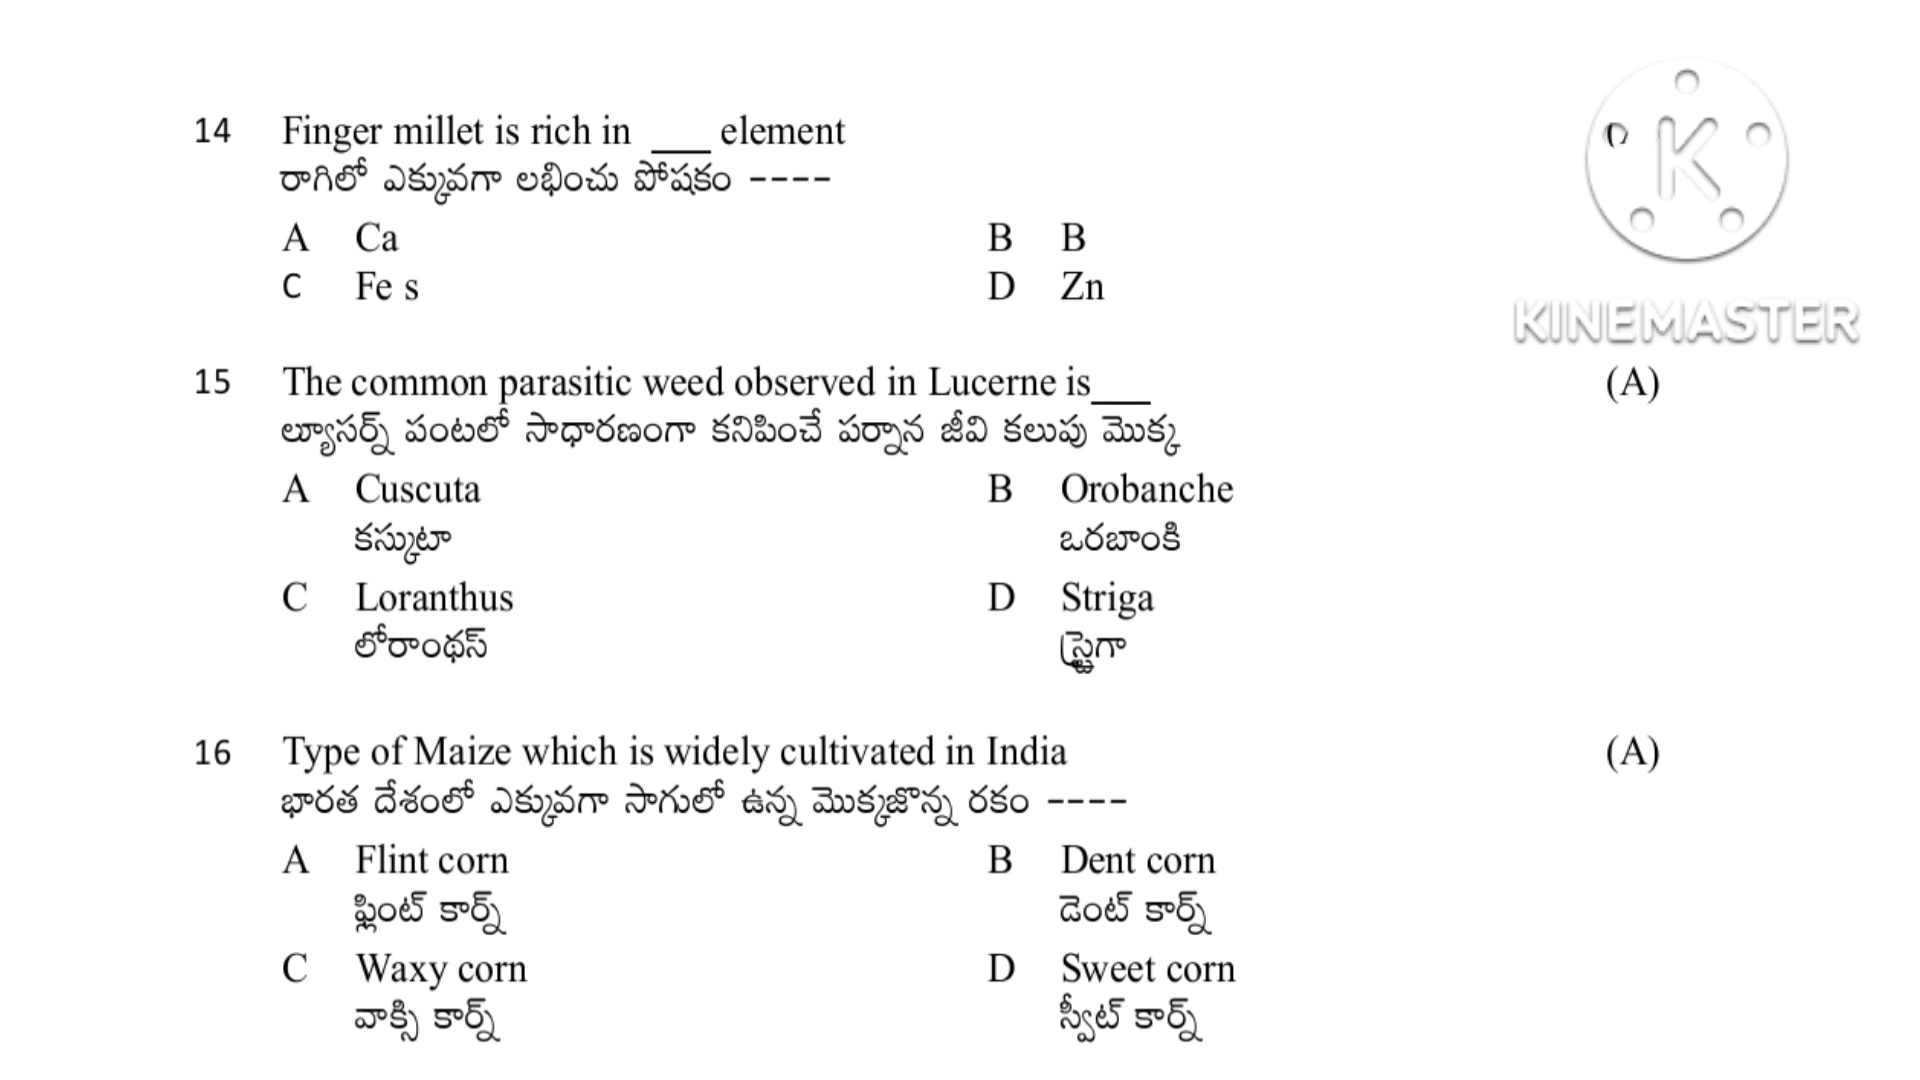 14 Finger millet is rich in ___ element
రాగిలో ఎక్కువగా లభించు పోషకం ----
A Ca B B
C Fe s D Zn
KINEMASTER
15 The common parasitic weed observed in Lucerne is___ (A)
ల్యూసర్న్ పంటలో సాధారణంగా కనిపించే పర్నాన జీవి కలుపు మొక్క
A Cuscuta B Orobanche
కస్కుటా ఒరబాంకి
C Loranthus D Striga
లోరాంథస్ స్ట్రైగా
16 Type of Maize which is widely cultivated in India (A)
భారత దేశంలో ఎక్కువగా సాగులో ఉన్న మొక్కజొన్న రకం ----
A Flint corn B Dent corn
ఫ్లింట్ కార్న్ డెంట్ కార్న్
C Waxy corn D Sweet corn
వాక్సి కార్న్ స్వీట్ కార్న్